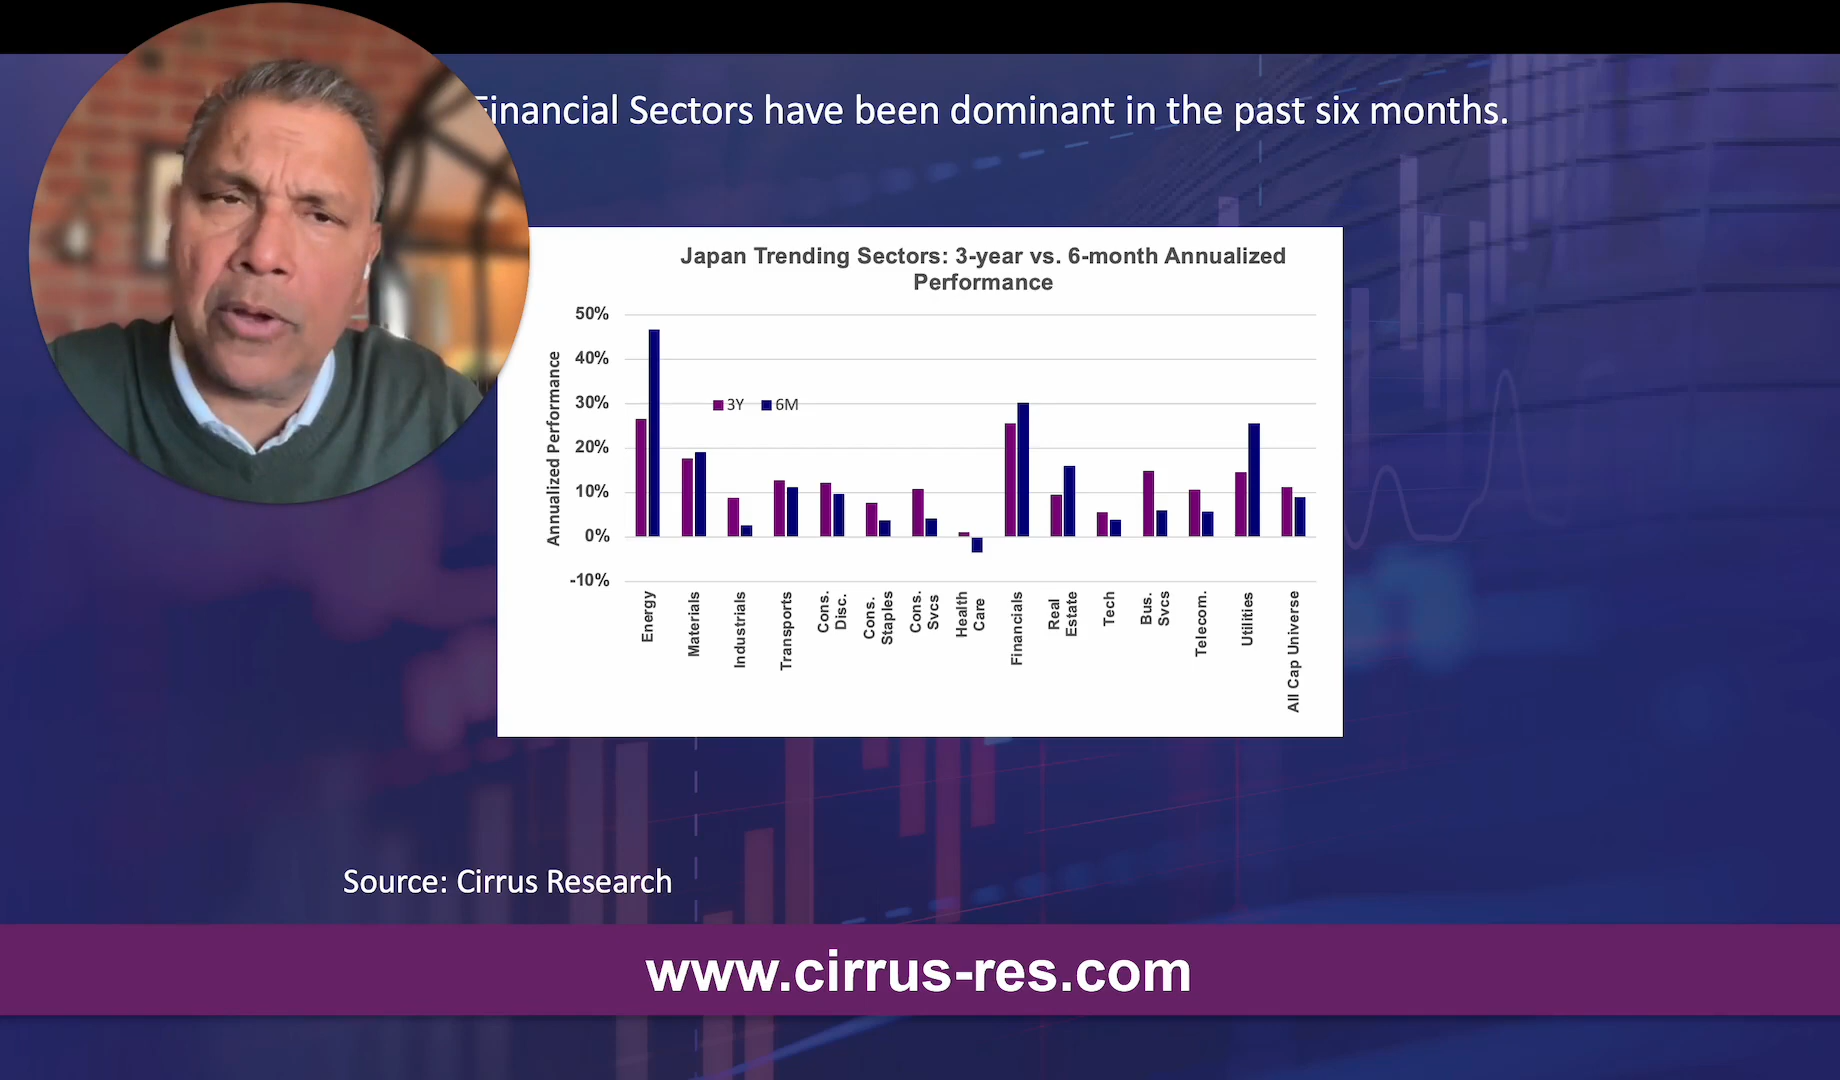 Financial Sectors have been dominant in the past six months.
Japan Trending Sectors: 3-year vs. 6-month Annualized
Performance
Annualized Performance
50%
40%
30%
20%
10%
0%
-10%
3Y 6M
Energy
Materials
Industrials
Transports
Cons.
Disc.
Cons.
Staples
Cons.
Svcs
Health
Care
Financials
Real
Estate
Tech
Bus.
Svcs
Telecom.
Utilities
All Cap Universe
Source: Cirrus Research
www.cirrus-res.com